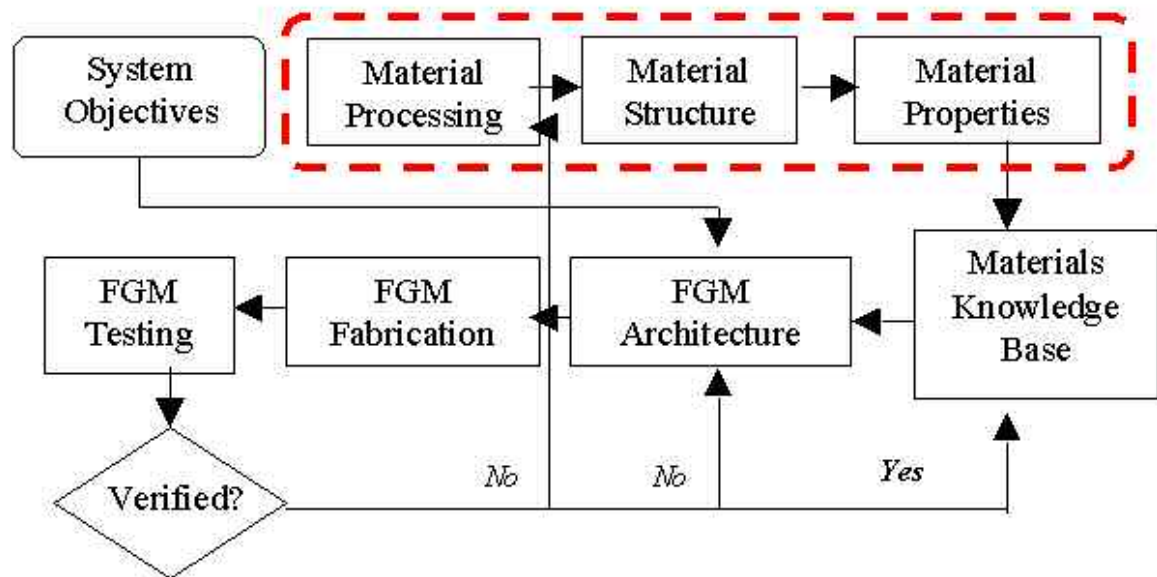 System
Objectives
Material
Processing
Material
Structure
Material
Properties
FGM
Testing
FGM
Fabrication
FGM
Architecture
Materials
Knowledge
Base
Verified?
No
No
Yes